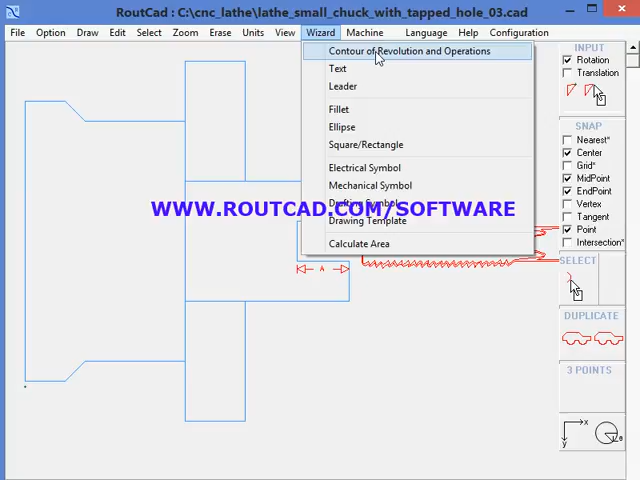 RoutCad : C:\cnc_lathe\lathe_small_chuck_with_tapped_hole_03.cad
File Option Draw Edit Select Duplicate Zoom Erase Units View Wizard Machine Language Help Configuration
Contour of Revolution and Operations
Text
Leader
Fillet
Ellipse
Square/Rectangle
Electrical Symbol
Mechanical Symbol
Drafting Symbol
Drawing Template
Calculate Area
WWW.ROUTCAD.COM/SOFTWARE
A
INPUT
Rotation
Translation
SNAP
Nearest*
Center
Grid*
MidPoint
EndPoint
Vertex
Tangent
Point
Intersection*
SELECT
DUPLICATE
3 POINTS
x
y
a